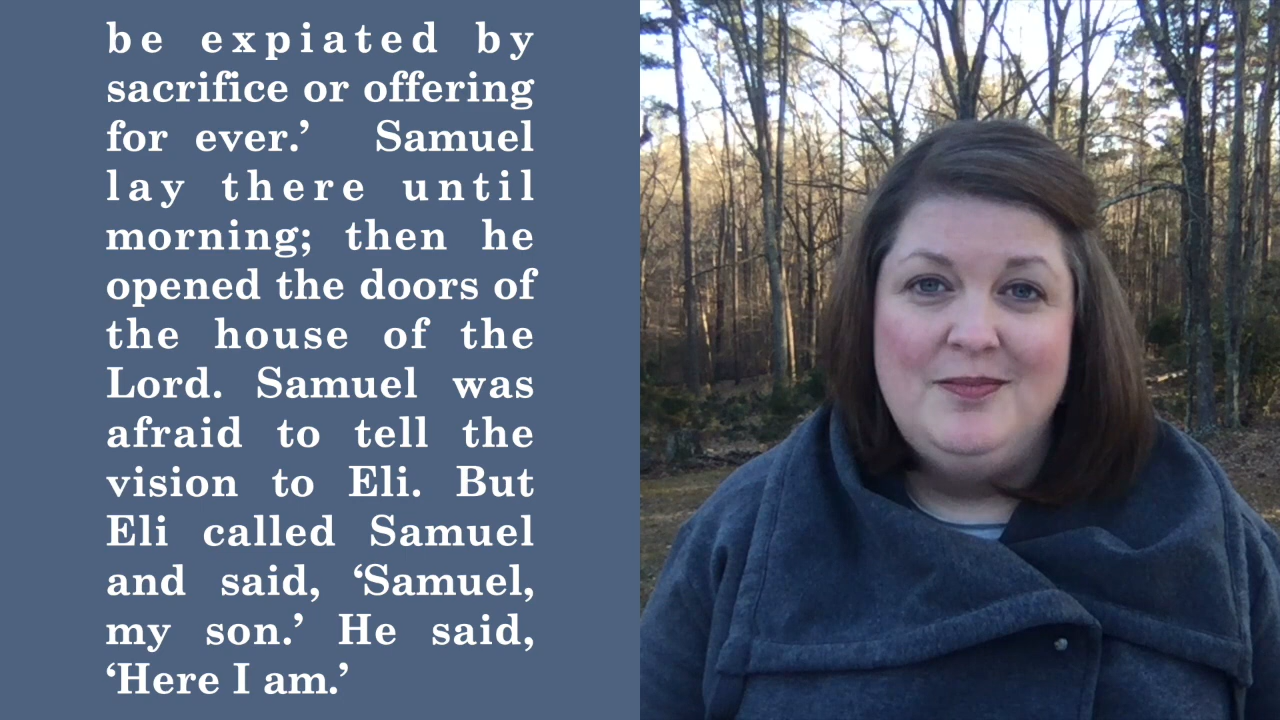 be expiated by
sacrifice or offering
for ever.’ Samuel
lay there until
morning; then he
opened the doors of
the house of the
Lord. Samuel was
afraid to tell the
vision to Eli. But
Eli called Samuel
and said, ‘Samuel,
my son.’ He said,
‘Here I am.’